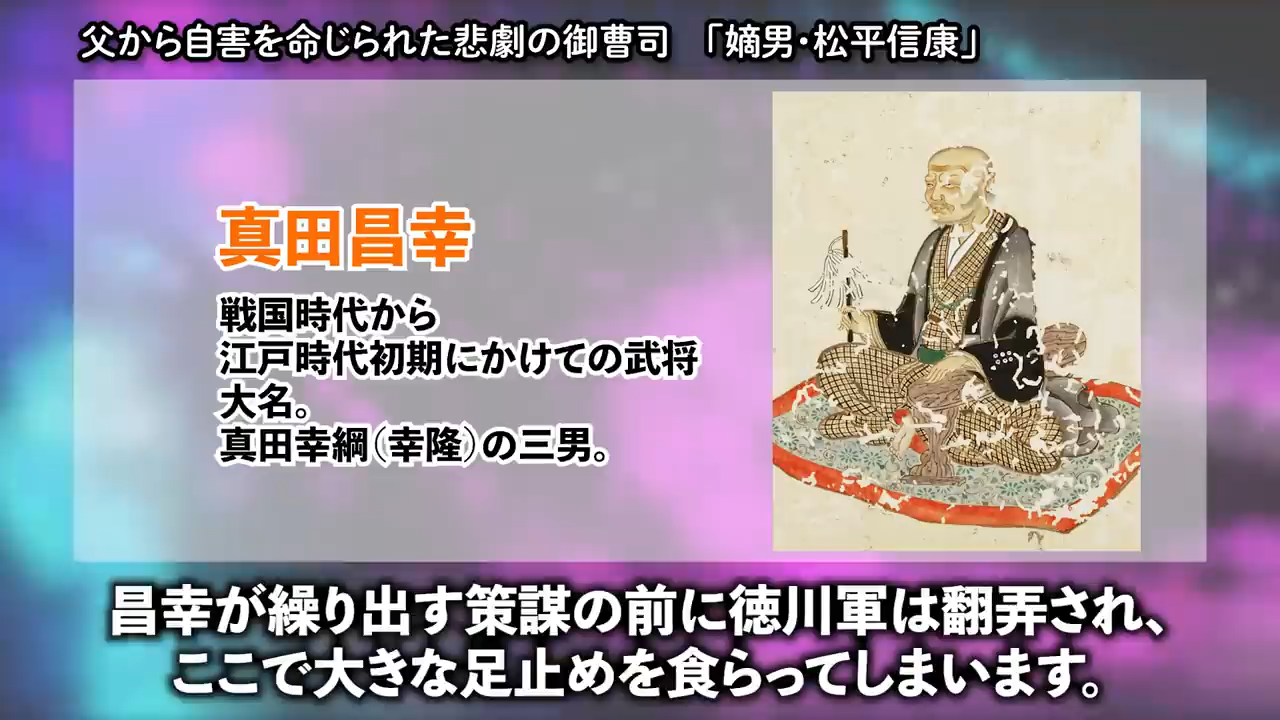 父から自害を命じられた悲劇の御曹司 「嫡男・松平信康」
真田昌幸
戦国時代から
江戸時代初期にかけての武将
大名。
真田幸綱(幸隆)の三男。
昌幸が繰り出す策謀の前に徳川軍は翻弄され、
ここで大きな足止めを食らってしまいます。